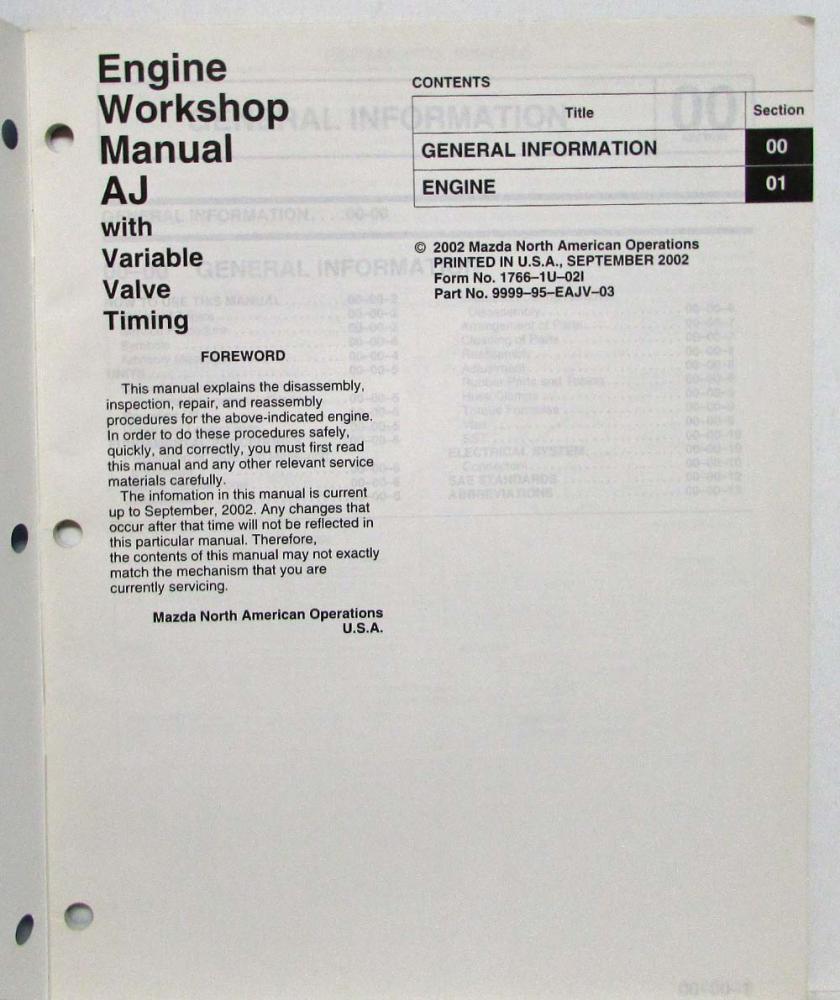 Engine
Workshop
Manual
AJ
with
Variable
Valve
Timing
FOREWORD
This manual explains the disassembly,
inspection, repair, and reassembly
procedures for the above-indicated engine.
In order to do these procedures safely,
quickly, and correctly, you must first read
this manual and any other relevant service
materials carefully.
The infomation in this manual is current
up to September, 2002. Any changes that
occur after that time will not be reflected in
this particular manual. Therefore,
the contents of this manual may not exactly
match the mechanism that you are
currently servicing.
Mazda North American Operations
U.S.A.
CONTENTS
Title Section
GENERAL INFORMATION 00
ENGINE 01
© 2002 Mazda North American Operations
PRINTED IN U.S.A., SEPTEMBER 2002
Form No. 1766–1U–02I
Part No. 9999–95–EAJV–03